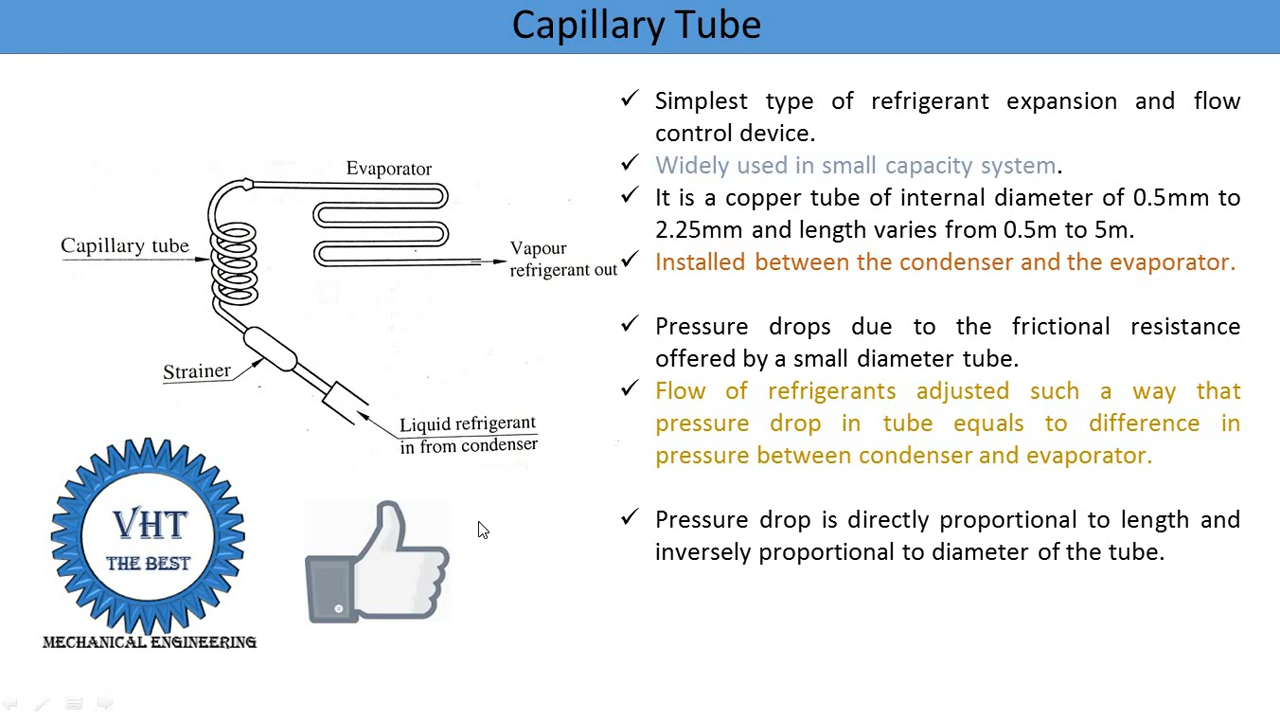 Capillary Tube
Evaporator
Capillary tube
Vapour
refrigerant out
Strainer
Liquid refrigerant
in from condenser
VHT
THE BEST
MECHANICAL ENGINEERING
✓ Simplest type of refrigerant expansion and flow
control device.
✓ Widely used in small capacity system.
✓ It is a copper tube of internal diameter of 0.5mm to
2.25mm and length varies from 0.5m to 5m.
✓ Installed between the condenser and the evaporator.
✓ Pressure drops due to the frictional resistance
offered by a small diameter tube.
✓ Flow of refrigerants adjusted such a way that
pressure drop in tube equals to difference in
pressure between condenser and evaporator.
✓ Pressure drop is directly proportional to length and
inversely proportional to diameter of the tube.